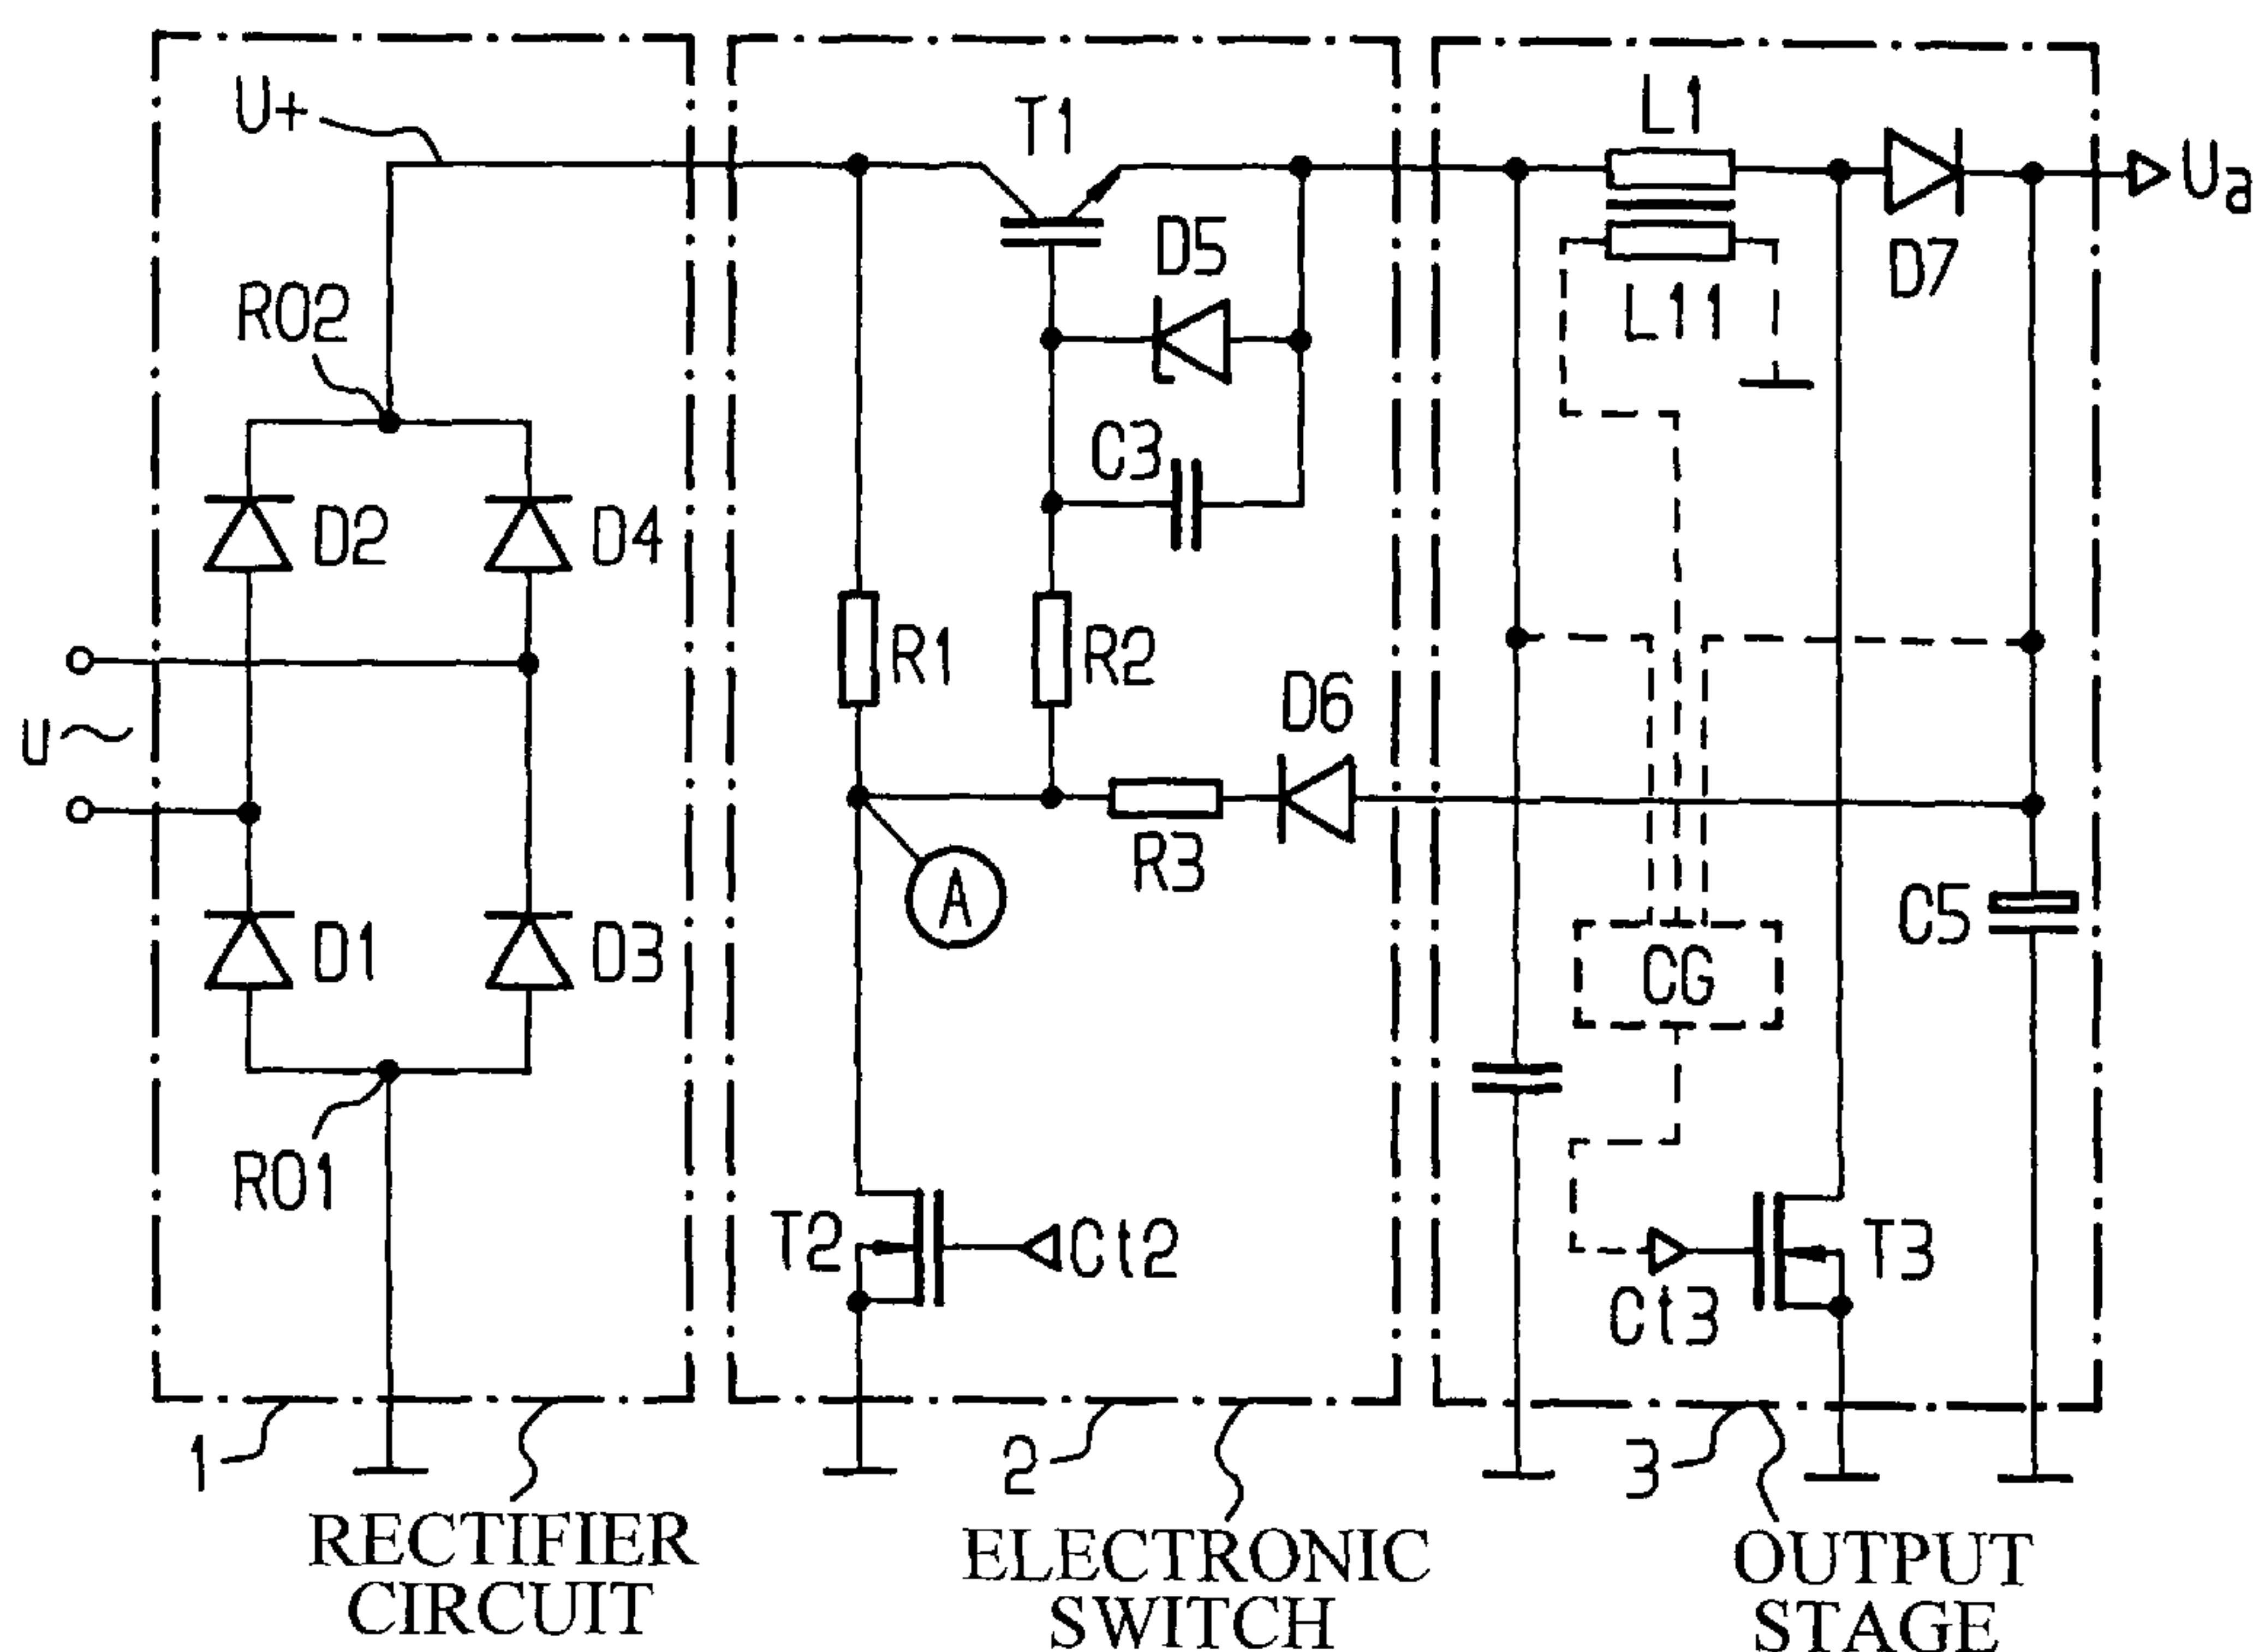 U+
T1
L1
Ua
D5
D7
R02
L11
C3
D2
D4
R1
R2
D6
U~
R3
A
C5
D1
D3
CG
R01
T2
Ct2
T3
Ct3
1
2
3
RECTIFIER
CIRCUIT
ELECTRONIC
SWITCH
OUTPUT
STAGE